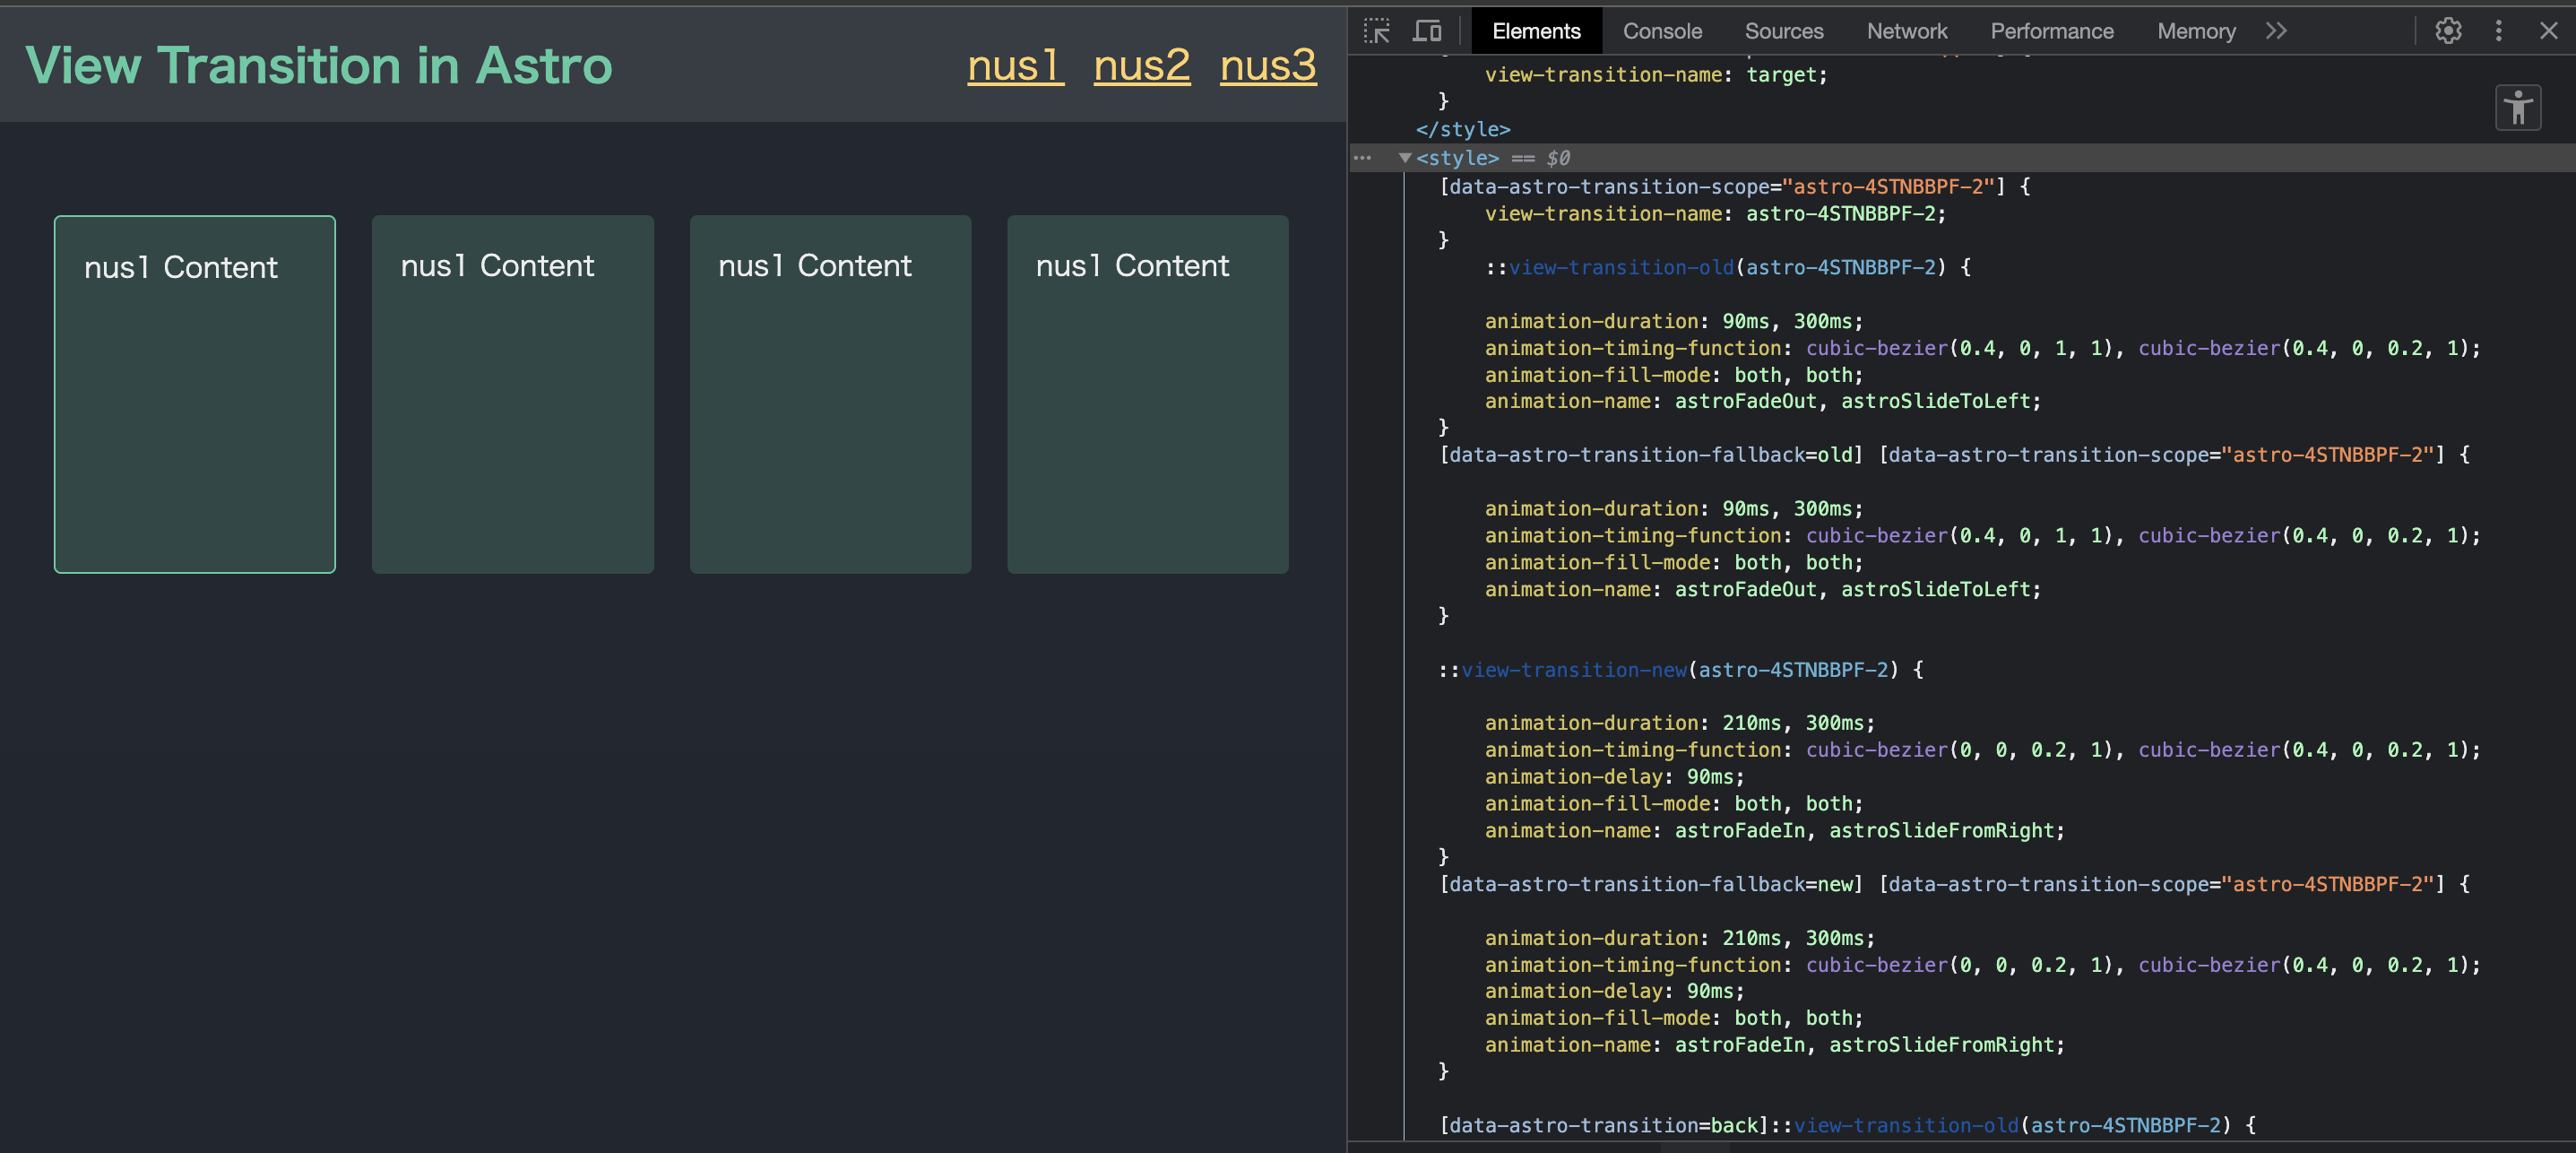 View Transition in Astro
nus1 nus2 nus3
nus1 Content
nus1 Content
nus1 Content
nus1 Content
Elements Console Sources Network Performance Memory
view-transition-name: target;
}
</style>
<style> == $0
[data-astro-transition-scope="astro-4STNBBPF-2"] {
view-transition-name: astro-4STNBBPF-2;
}
::view-transition-old(astro-4STNBBPF-2) {
animation-duration: 90ms, 300ms;
animation-timing-function: cubic-bezier(0.4, 0, 1, 1), cubic-bezier(0.4, 0, 0.2, 1);
animation-fill-mode: both, both;
animation-name: astroFadeOut, astroSlideToLeft;
}
[data-astro-transition-fallback=old] [data-astro-transition-scope="astro-4STNBBPF-2"] {
animation-duration: 90ms, 300ms;
animation-timing-function: cubic-bezier(0.4, 0, 1, 1), cubic-bezier(0.4, 0, 0.2, 1);
animation-fill-mode: both, both;
animation-name: astroFadeOut, astroSlideToLeft;
}
::view-transition-new(astro-4STNBBPF-2) {
animation-duration: 210ms, 300ms;
animation-timing-function: cubic-bezier(0, 0, 0.2, 1), cubic-bezier(0.4, 0, 0.2, 1);
animation-delay: 90ms;
animation-fill-mode: both, both;
animation-name: astroFadeIn, astroSlideFromRight;
}
[data-astro-transition-fallback=new] [data-astro-transition-scope="astro-4STNBBPF-2"] {
animation-duration: 210ms, 300ms;
animation-timing-function: cubic-bezier(0, 0, 0.2, 1), cubic-bezier(0.4, 0, 0.2, 1);
animation-delay: 90ms;
animation-fill-mode: both, both;
animation-name: astroFadeIn, astroSlideFromRight;
}
[data-astro-transition=back]::view-transition-old(astro-4STNBBPF-2) {